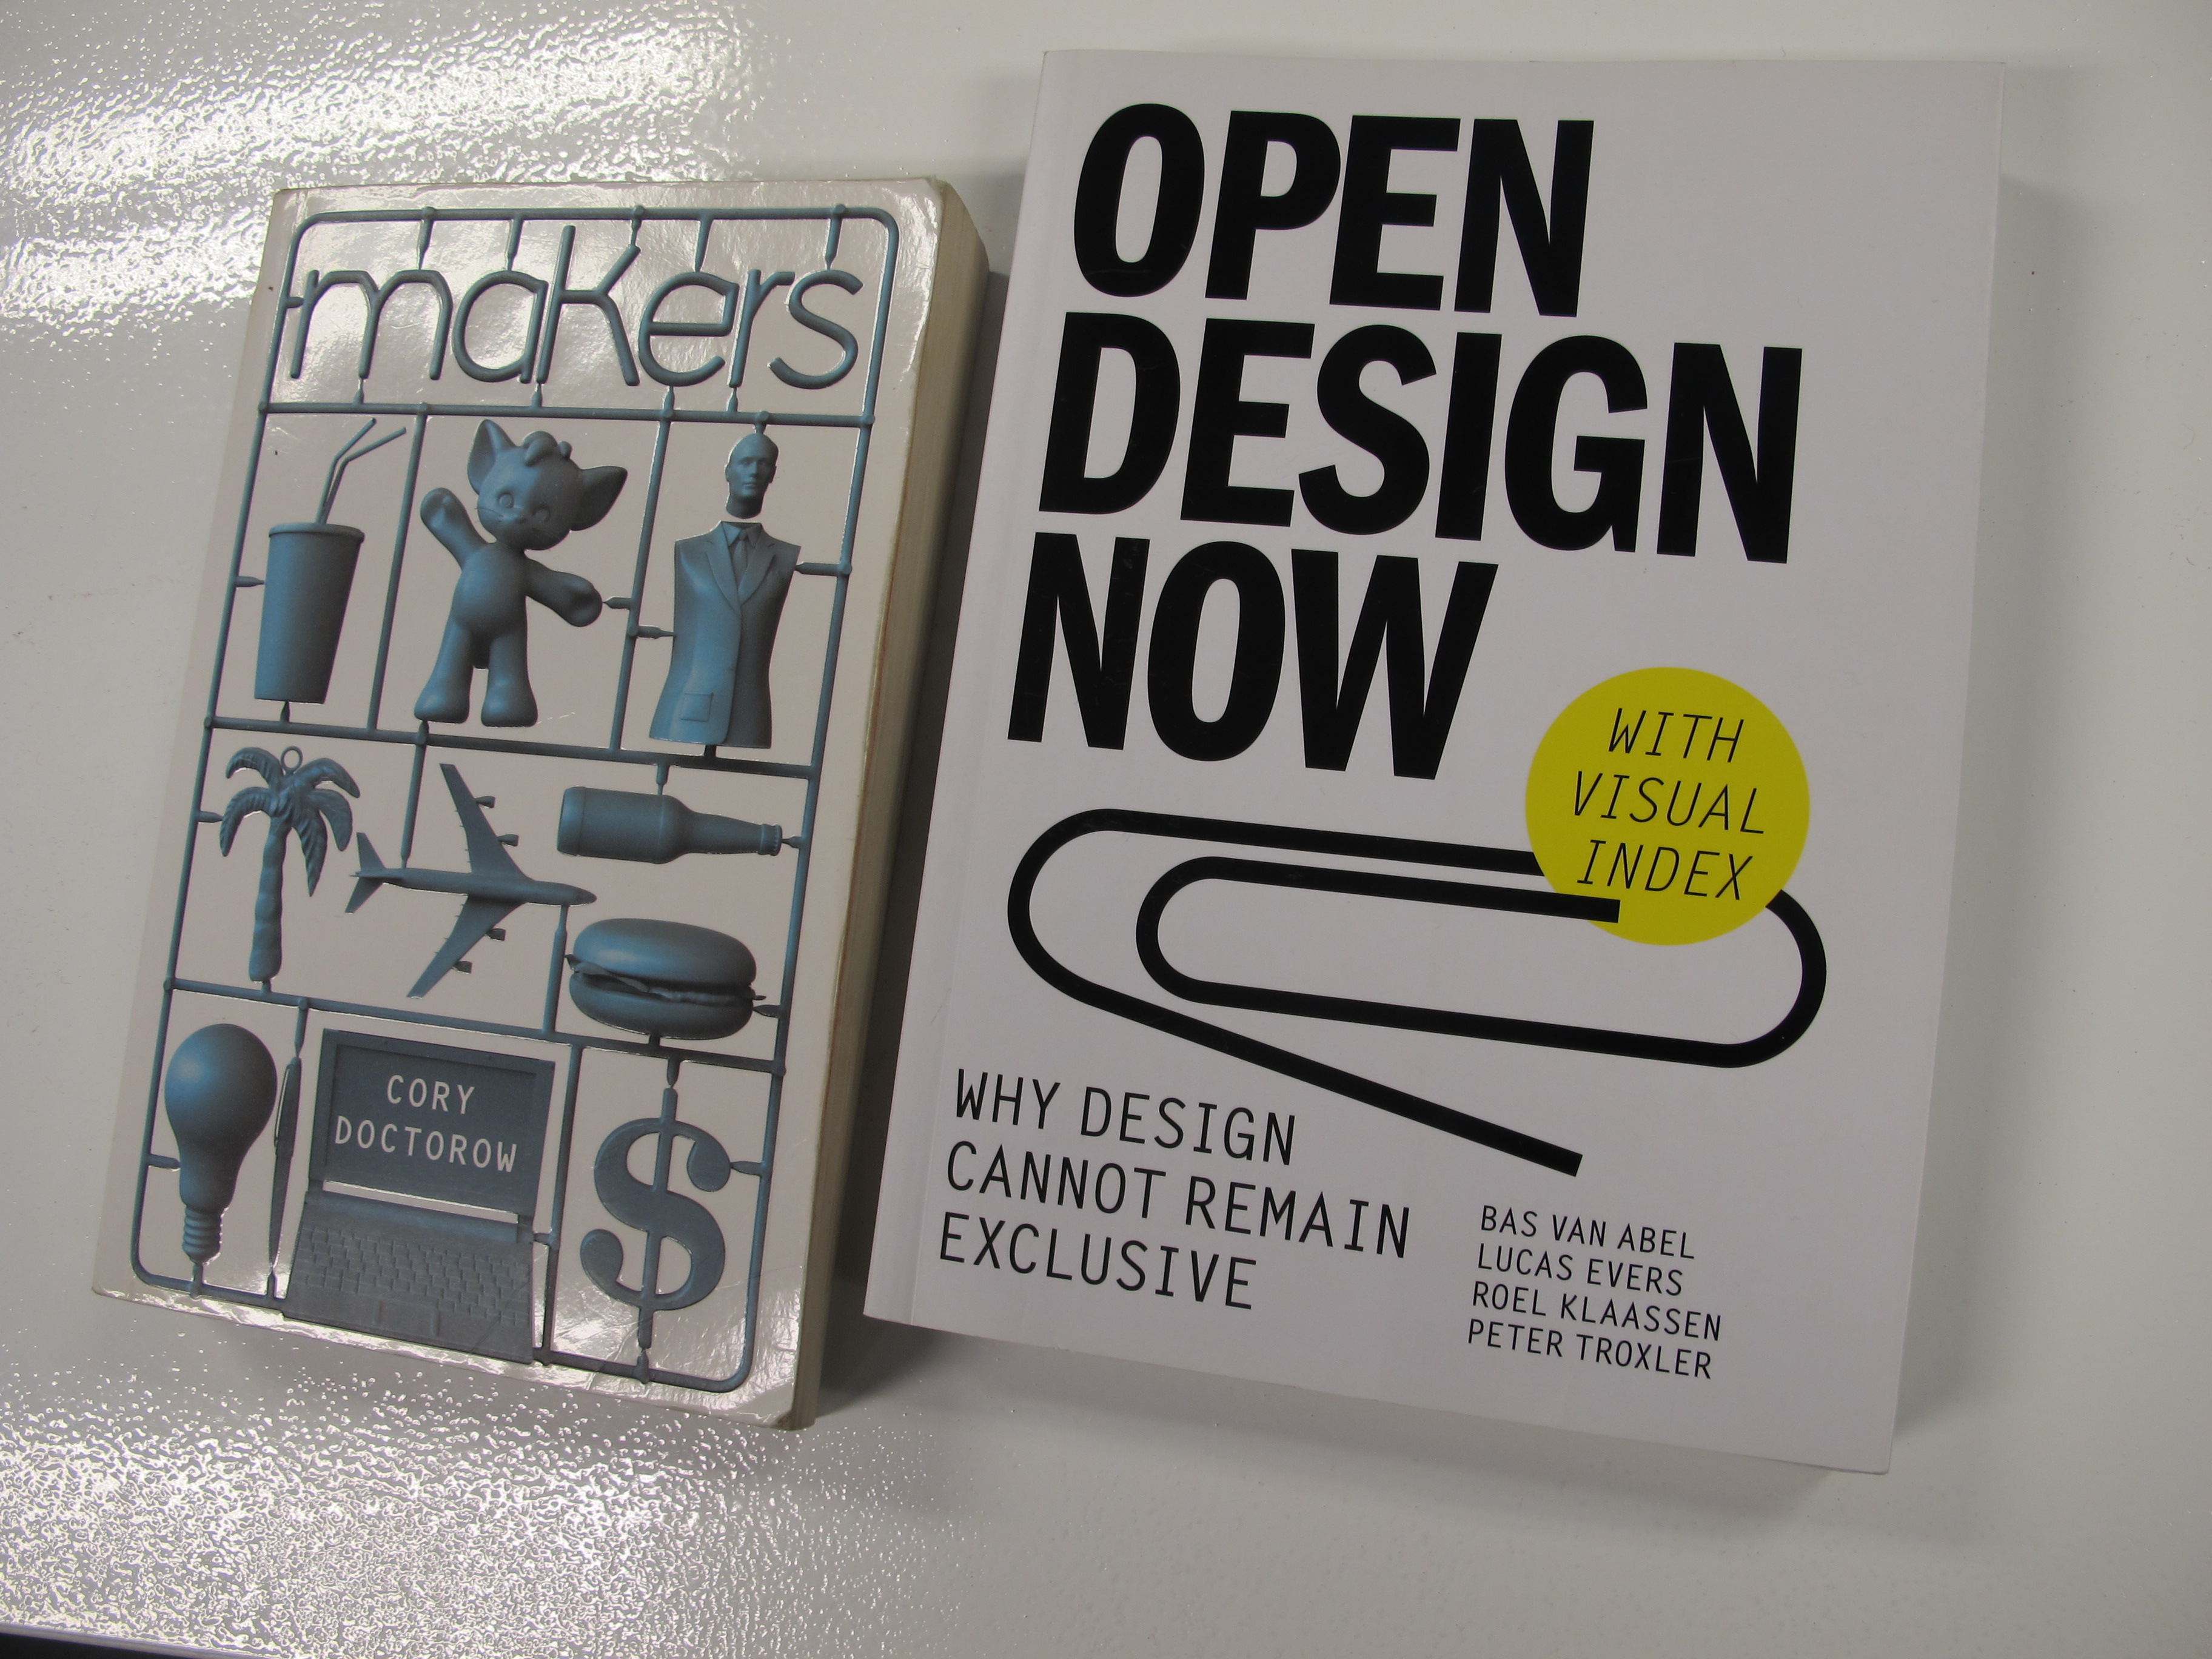 makers
CORY
DOCTOROW
$
OPEN
DESIGN
NOW
WITH
VISUAL
INDEX
WHY DESIGN
CANNOT REMAIN
EXCLUSIVE
BAS VAN ABEL
LUCAS EVERS
ROEL KLAASSEN
PETER TROXLER